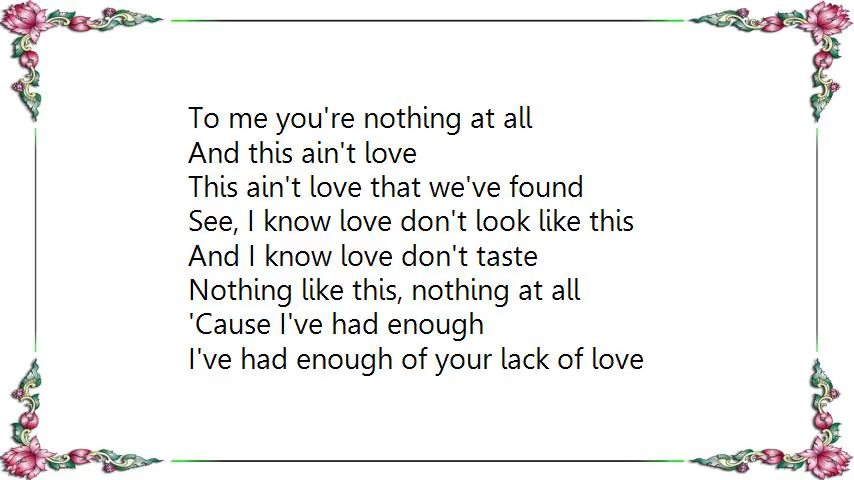 To me you're nothing at all
And this ain't love
This ain't love that we've found
See, I know love don't look like this
And I know love don't taste
Nothing like this, nothing at all
'Cause I've had enough
I've had enough of your lack of love